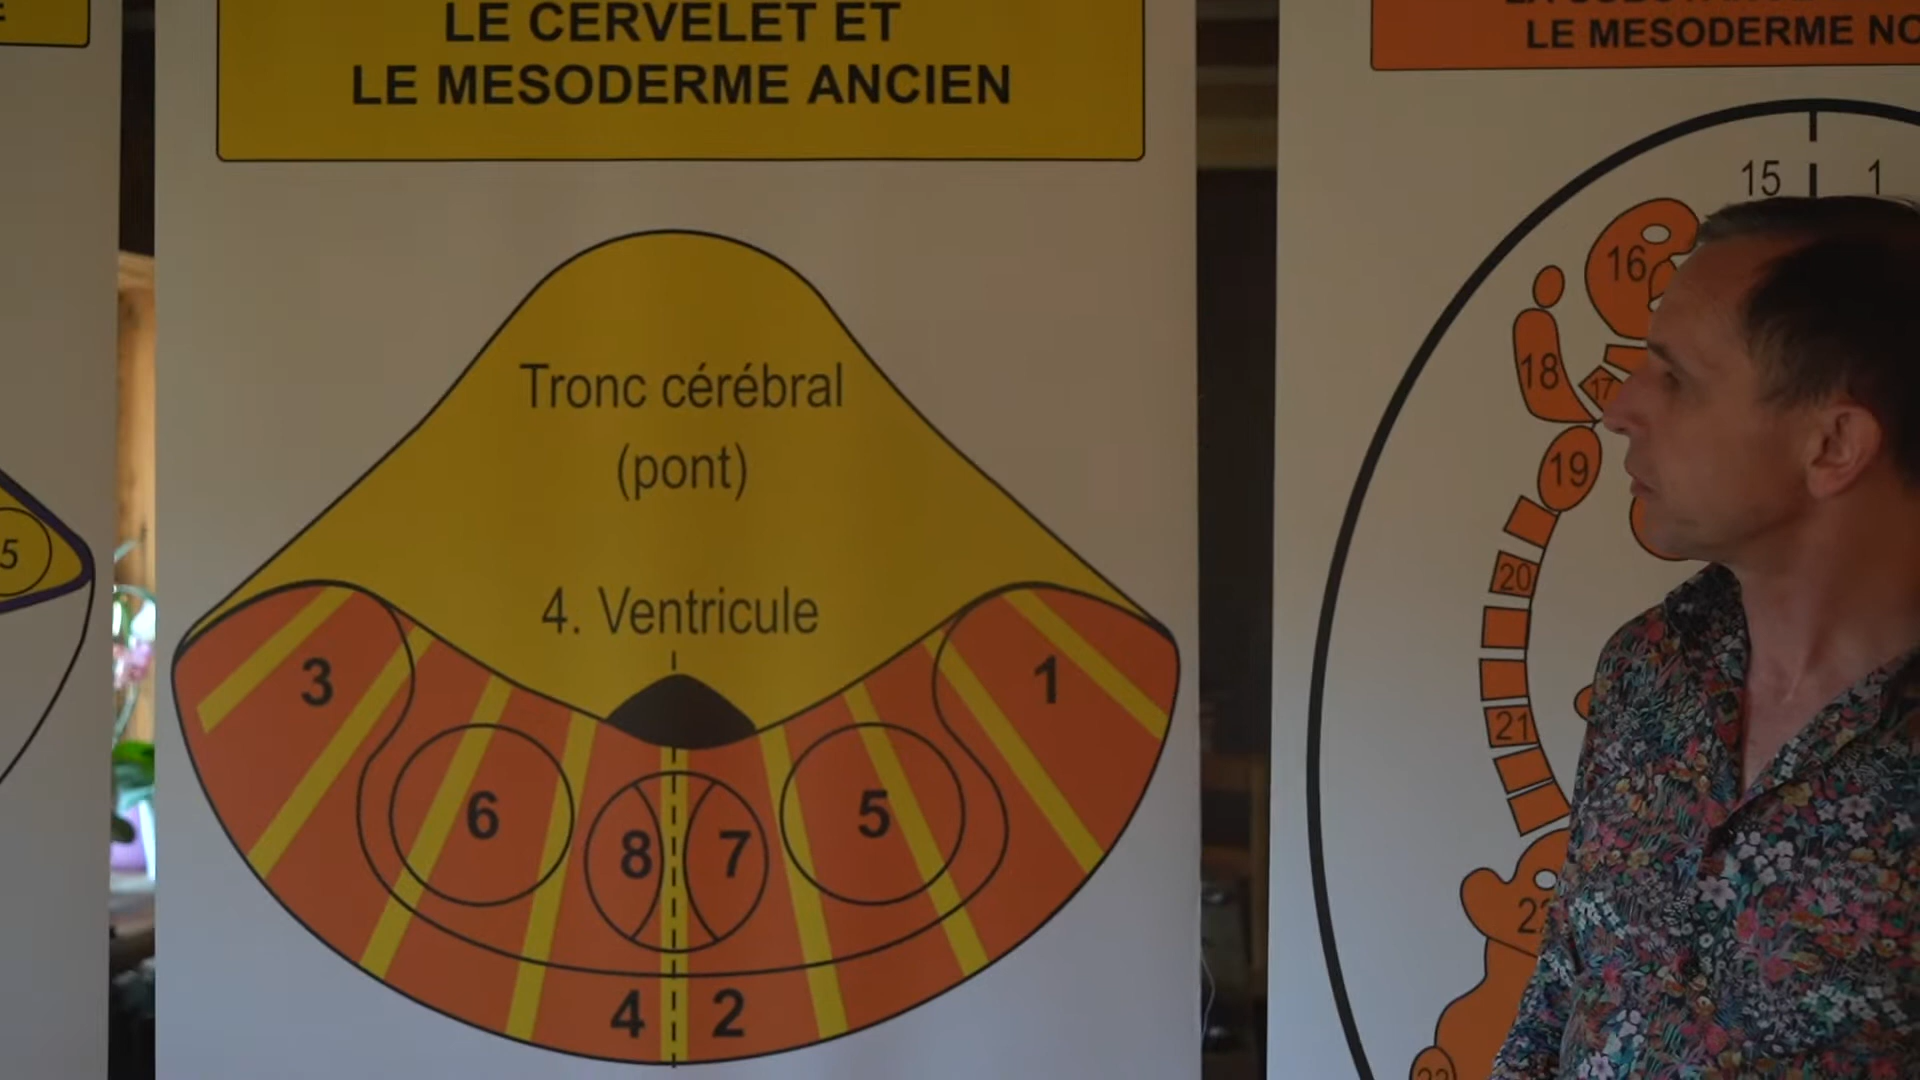 LE CERVELET ET
LE MESODERME ANCIEN
Tronc cérébral
(pont)
4. Ventricule
3
1
6
5
8
7
4
2
5
LE MESODERME
15
1
16
18
17
19
20
21